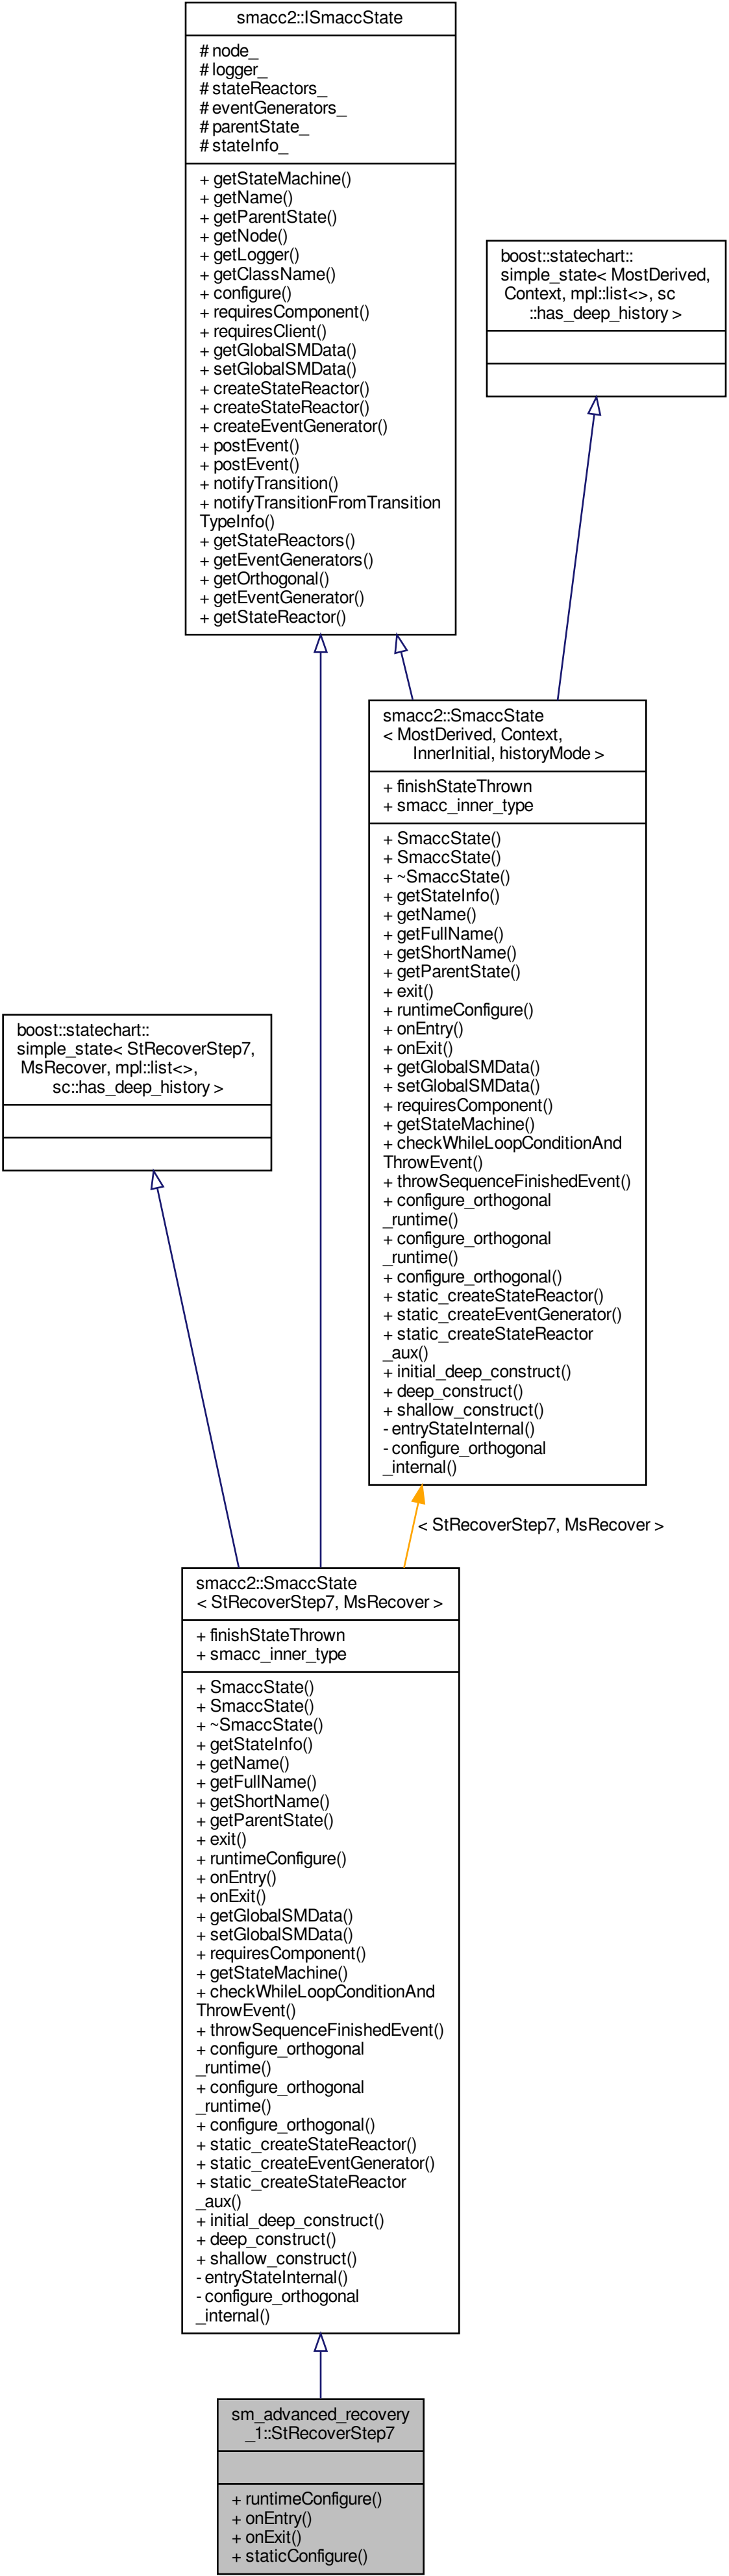 smacc2::ISmaccState
# node_
# logger_
# stateReactors_
# eventGenerators_
# parentState_
# stateInfo_
+ getStateMachine()
+ getName()
+ getParentState()
+ getNode()
+ getLogger()
+ getClassName()
+ configure()
+ requiresComponent()
+ requiresClient()
+ getGlobalSMData()
+ setGlobalSMData()
+ createStateReactor()
+ createStateReactor()
+ createEventGenerator()
+ postEvent()
+ postEvent()
+ notifyTransition()
+ notifyTransitionFromTransition
TypeInfo()
+ getStateReactors()
+ getEventGenerators()
+ getOrthogonal()
+ getEventGenerator()
+ getStateReactor()
boost::statechart::
simple_state< MostDerived,
Context, mpl::list<>, sc
::has_deep_history >
smacc2::SmaccState
< MostDerived, Context,
InnerInitial, historyMode >
+ finishStateThrown
+ smacc_inner_type
+ SmaccState()
+ SmaccState()
+ ~SmaccState()
+ getStateInfo()
+ getName()
+ getFullName()
+ getShortName()
+ getParentState()
+ exit()
+ runtimeConfigure()
+ onEntry()
+ onExit()
+ getGlobalSMData()
+ setGlobalSMData()
+ requiresComponent()
+ getStateMachine()
+ checkWhileLoopConditionAnd
ThrowEvent()
+ throwSequenceFinishedEvent()
+ configure_orthogonal
_runtime()
+ configure_orthogonal
_runtime()
+ configure_orthogonal()
+ static_createStateReactor()
+ static_createEventGenerator()
+ static_createStateReactor
_aux()
+ initial_deep_construct()
+ deep_construct()
+ shallow_construct()
- entryStateInternal()
- configure_orthogonal
_internal()
boost::statechart::
simple_state< StRecoverStep7,
MsRecover, mpl::list<>,
sc::has_deep_history >
< StRecoverStep7, MsRecover >
smacc2::SmaccState
< StRecoverStep7, MsRecover >
+ finishStateThrown
+ smacc_inner_type
+ SmaccState()
+ SmaccState()
+ ~SmaccState()
+ getStateInfo()
+ getName()
+ getFullName()
+ getShortName()
+ getParentState()
+ exit()
+ runtimeConfigure()
+ onEntry()
+ onExit()
+ getGlobalSMData()
+ setGlobalSMData()
+ requiresComponent()
+ getStateMachine()
+ checkWhileLoopConditionAnd
ThrowEvent()
+ throwSequenceFinishedEvent()
+ configure_orthogonal
_runtime()
+ configure_orthogonal
_runtime()
+ configure_orthogonal()
+ static_createStateReactor()
+ static_createEventGenerator()
+ static_createStateReactor
_aux()
+ initial_deep_construct()
+ deep_construct()
+ shallow_construct()
- entryStateInternal()
- configure_orthogonal
_internal()
sm_advanced_recovery
_1::StRecoverStep7
+ runtimeConfigure()
+ onEntry()
+ onExit()
+ staticConfigure()